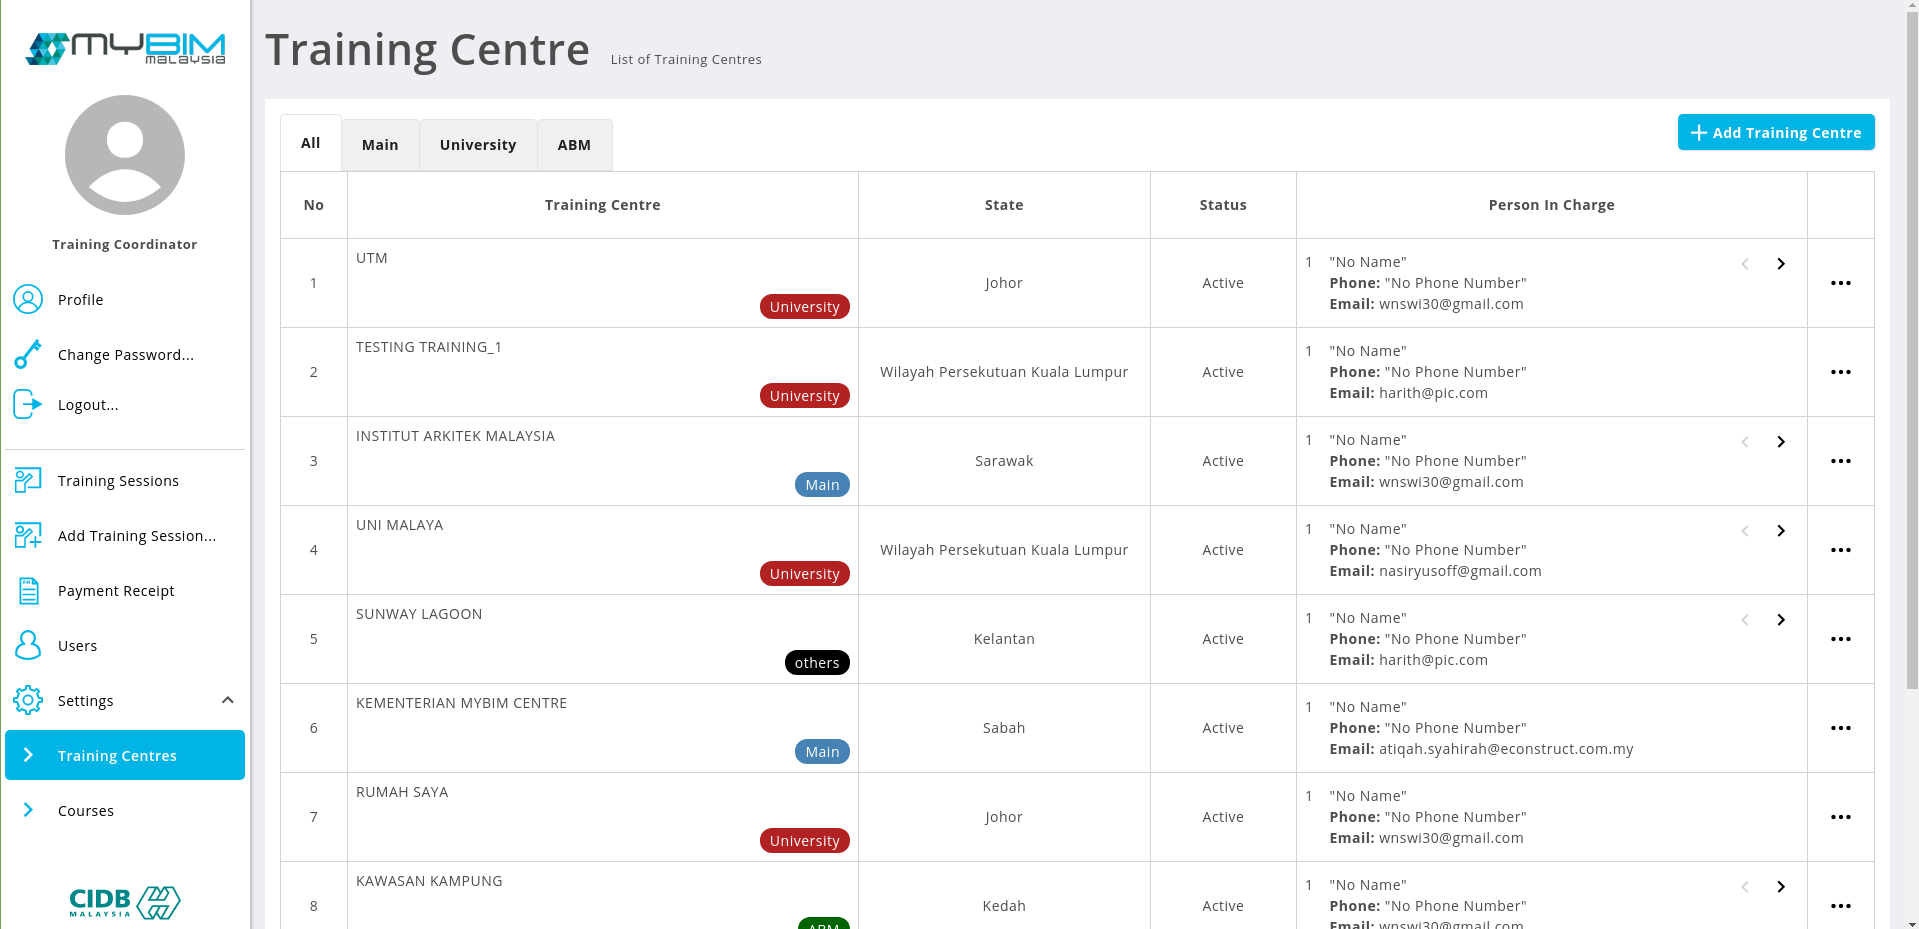 MYBIM
MALAYSIA
Training Coordinator
Profile
Change Password...
Logout...
Training Sessions
Add Training Session...
Payment Receipt
Users
Settings
Training Centres
Courses
CIDB
MALAYSIA
Training Centre List of Training Centres
All Main University ABM
Add Training Centre
No Training Centre State Status Person In Charge
1 UTM University Johor Active 1 "No Name"
Phone: "No Phone Number"
Email: wnswi30@gmail.com
2 TESTING TRAINING_1 University Wilayah Persekutuan Kuala Lumpur Active 1 "No Name"
Phone: "No Phone Number"
Email: harith@pic.com
3 INSTITUT ARKITEK MALAYSIA Main Sarawak Active 1 "No Name"
Phone: "No Phone Number"
Email: wnswi30@gmail.com
4 UNI MALAYA University Wilayah Persekutuan Kuala Lumpur Active 1 "No Name"
Phone: "No Phone Number"
Email: nasiryusoff@gmail.com
5 SUNWAY LAGOON others Kelantan Active 1 "No Name"
Phone: "No Phone Number"
Email: harith@pic.com
6 KEMENTERIAN MYBIM CENTRE Main Sabah Active 1 "No Name"
Phone: "No Phone Number"
Email: atiqah.syahirah@econstruct.com.my
7 RUMAH SAYA University Johor Active 1 "No Name"
Phone: "No Phone Number"
Email: wnswi30@gmail.com
8 KAWASAN KAMPUNG ABM Kedah Active 1 "No Name"
Phone: "No Phone Number"
Email: wnswi30@gmail.com